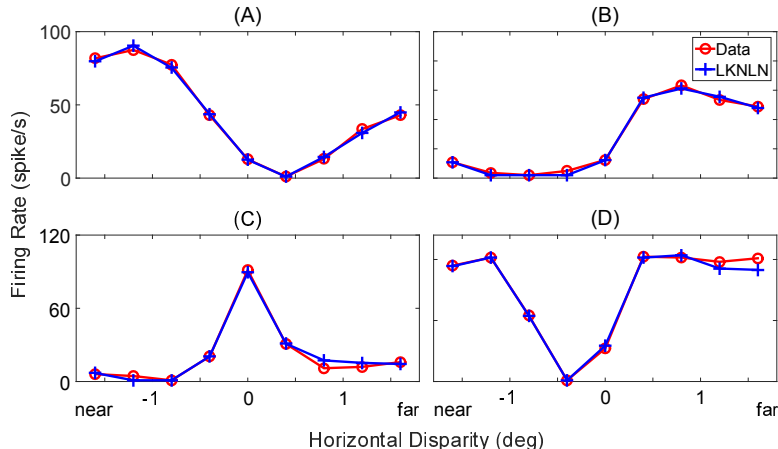 (A) (B)
100
50
0
Data
LKNLN
(C) (D)
120
60
0
near -1 0 1 far
near -1 0 1 far
Firing Rate (spike/s)
Horizontal Disparity (deg)